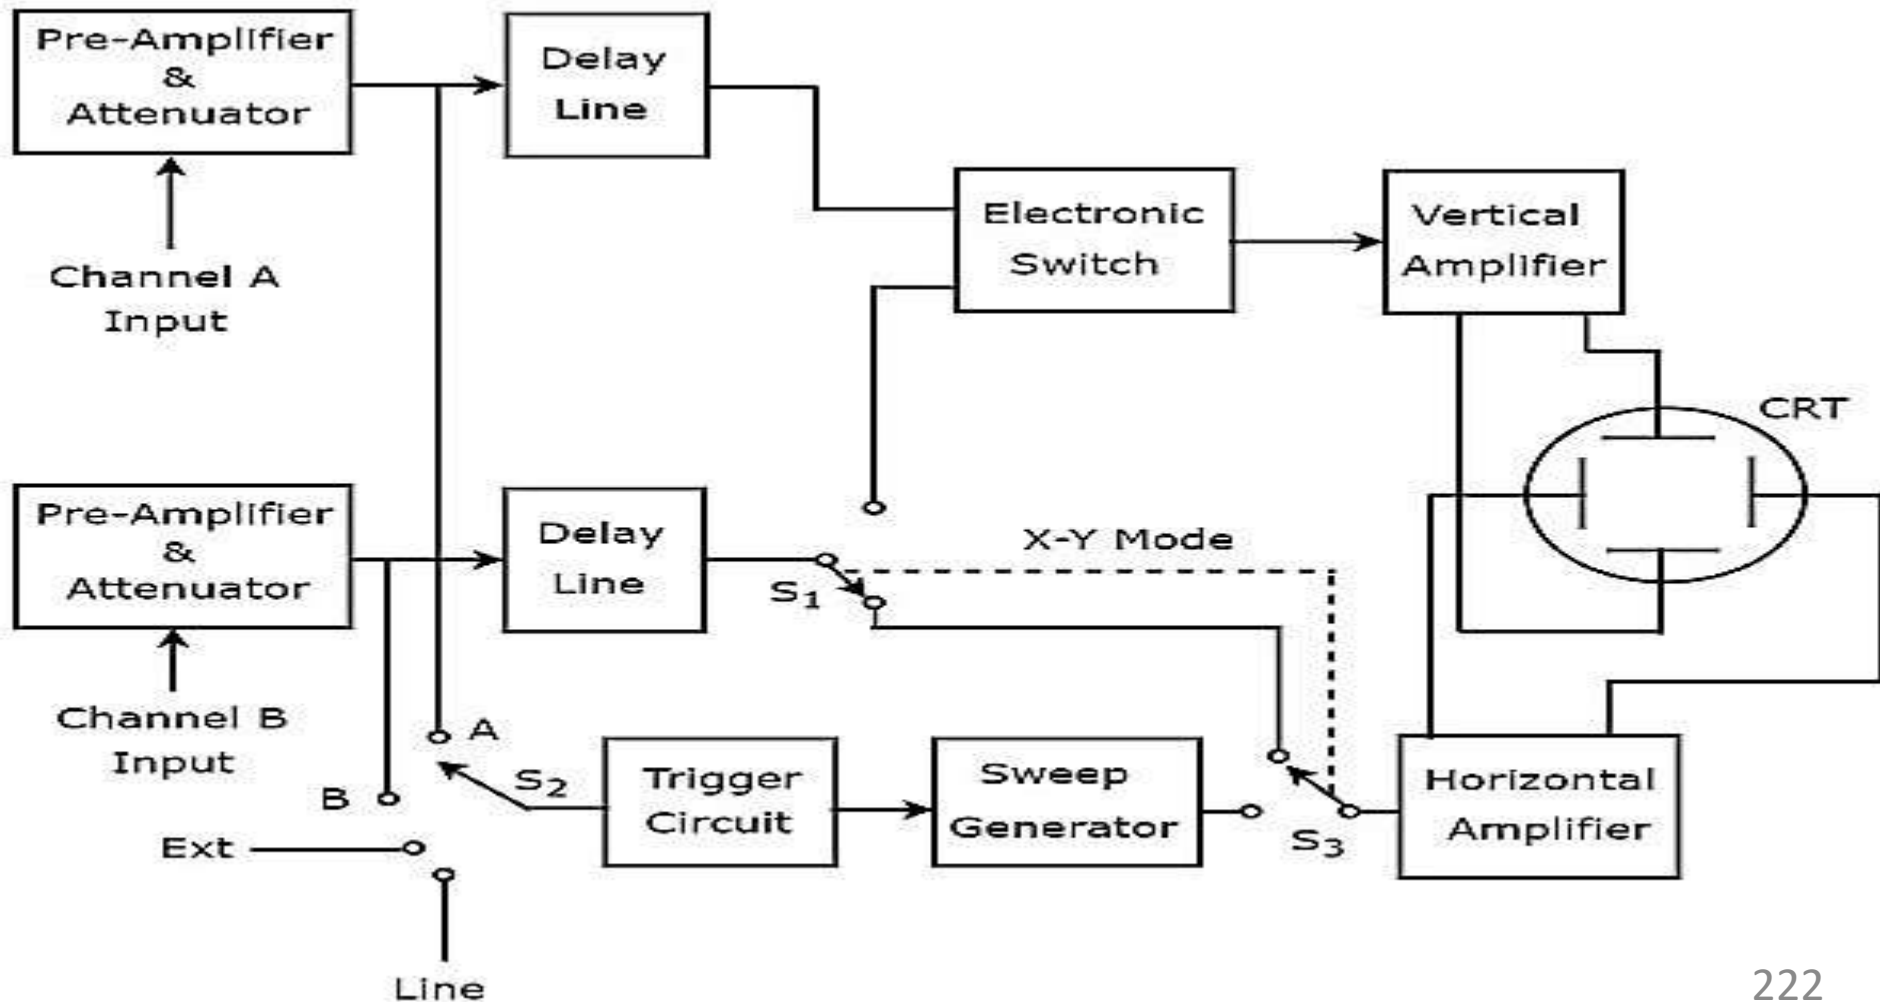 Pre-Amplifier
&
Attenuator
Delay
Line
Channel A
Input
Electronic
Switch
Vertical
Amplifier
CRT
Pre-Amplifier
&
Attenuator
Delay
Line
S1
X-Y Mode
Channel B
Input
A
B
Ext
Line
S2
Trigger
Circuit
Sweep
Generator
S3
Horizontal
Amplifier
222